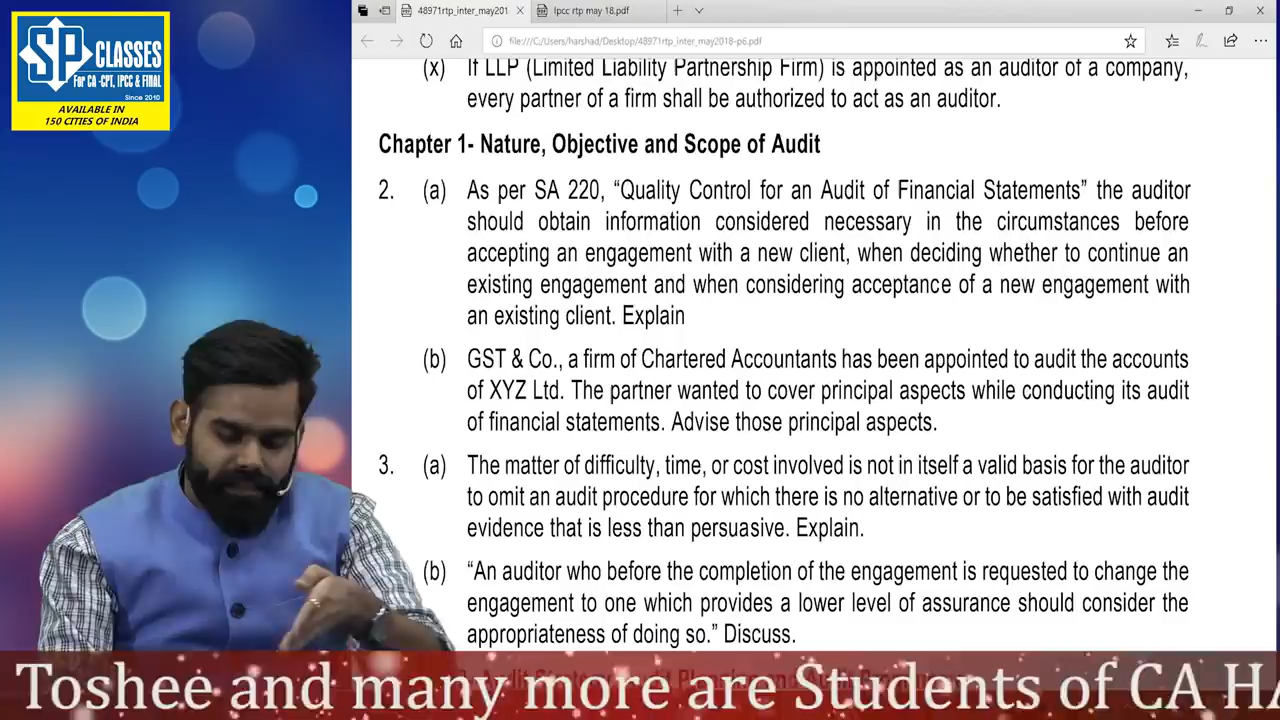 SP CLASSES
For CA -CPT, IPCC & FINAL
Since 2010
AVAILABLE IN
150 CITIES OF INDIA
48971rtp_inter_may201
Ipcc rtp may 18.pdf
file:///C:/Users/harshad/Desktop/48971rtp_inter_may2018-p6.pdf
(x) If LLP (Limited Liability Partnership Firm) is appointed as an auditor of a company,
every partner of a firm shall be authorized to act as an auditor.
Chapter 1- Nature, Objective and Scope of Audit
2. (a) As per SA 220, “Quality Control for an Audit of Financial Statements” the auditor
should obtain information considered necessary in the circumstances before
accepting an engagement with a new client, when deciding whether to continue an
existing engagement and when considering acceptance of a new engagement with
an existing client. Explain
(b) GST & Co., a firm of Chartered Accountants has been appointed to audit the accounts
of XYZ Ltd. The partner wanted to cover principal aspects while conducting its audit
of financial statements. Advise those principal aspects.
3. (a) The matter of difficulty, time, or cost involved is not in itself a valid basis for the auditor
to omit an audit procedure for which there is no alternative or to be satisfied with audit
evidence that is less than persuasive. Explain.
(b) “An auditor who before the completion of the engagement is requested to change the
engagement to one which provides a lower level of assurance should consider the
appropriateness of doing so.” Discuss.
Toshee and many more are Students of CA HA